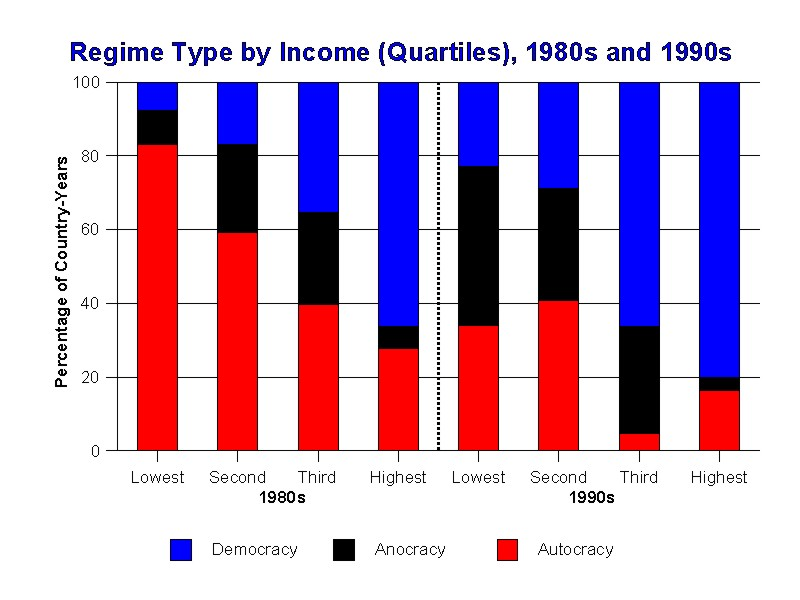 Regime Type by Income (Quartiles), 1980s and 1990s
Percentage of Country-Years
100
80
60
40
20
0
Lowest Second Third Highest Lowest Second Third Highest
1980s 1990s
Democracy Anocracy Autocracy